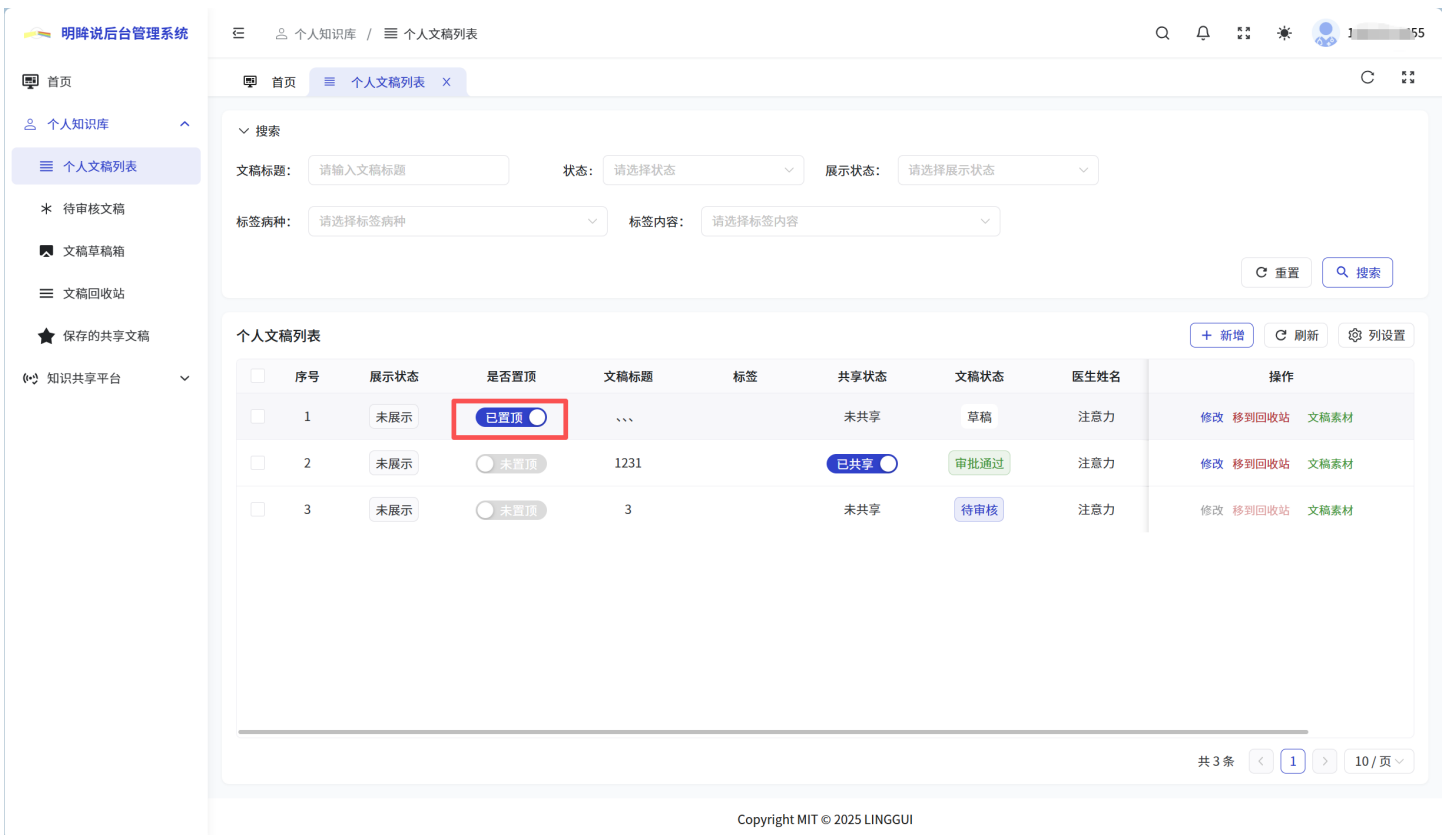 明眸说后台管理系统
个人知识库 / 个人文稿列表
首页
个人知识库
个人文稿列表
待审核文稿
文稿草稿箱
文稿回收站
保存的共享文稿
知识共享平台
首页 个人文稿列表 X
搜索
文稿标题: 请输入文稿标题 状态: 请选择状态 展示状态: 请选择展示状态
标签病种: 请选择标签病种 标签内容: 请选择标签内容
重置 搜索
个人文稿列表 新增 刷新 列设置
序号 展示状态 是否置顶 文稿标题 标签 共享状态 文稿状态 医生姓名 操作
1 未展示 已置顶 、、、 未共享 草稿 注意力 修改 移到回收站 文稿素材
2 未展示 未置顶 1231 已共享 审批通过 注意力 修改 移到回收站 文稿素材
3 未展示 未置顶 3 未共享 待审核 注意力 修改 移到回收站 文稿素材
共 3 条 1 10 / 页
Copyright MIT © 2025 LINGGUI